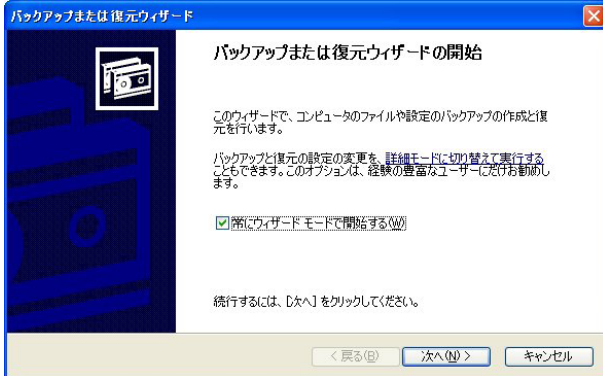 バックアップまたは復元ウィザード
バックアップまたは復元ウィザードの開始
このウィザードで、コンピュータのファイルや設定のバックアップの作成と復
元を行います。
バックアップと復元の設定の変更を、詳細モードに切り替えて実行する
こともできます。このオプションは、経験の豊富なユーザーにだけお勧めし
ます。
常にウィザード モードで開始する(W)
続行するには、[次へ] をクリックしてください。
< 戻る(B)
次へ(N) >
キャンセル